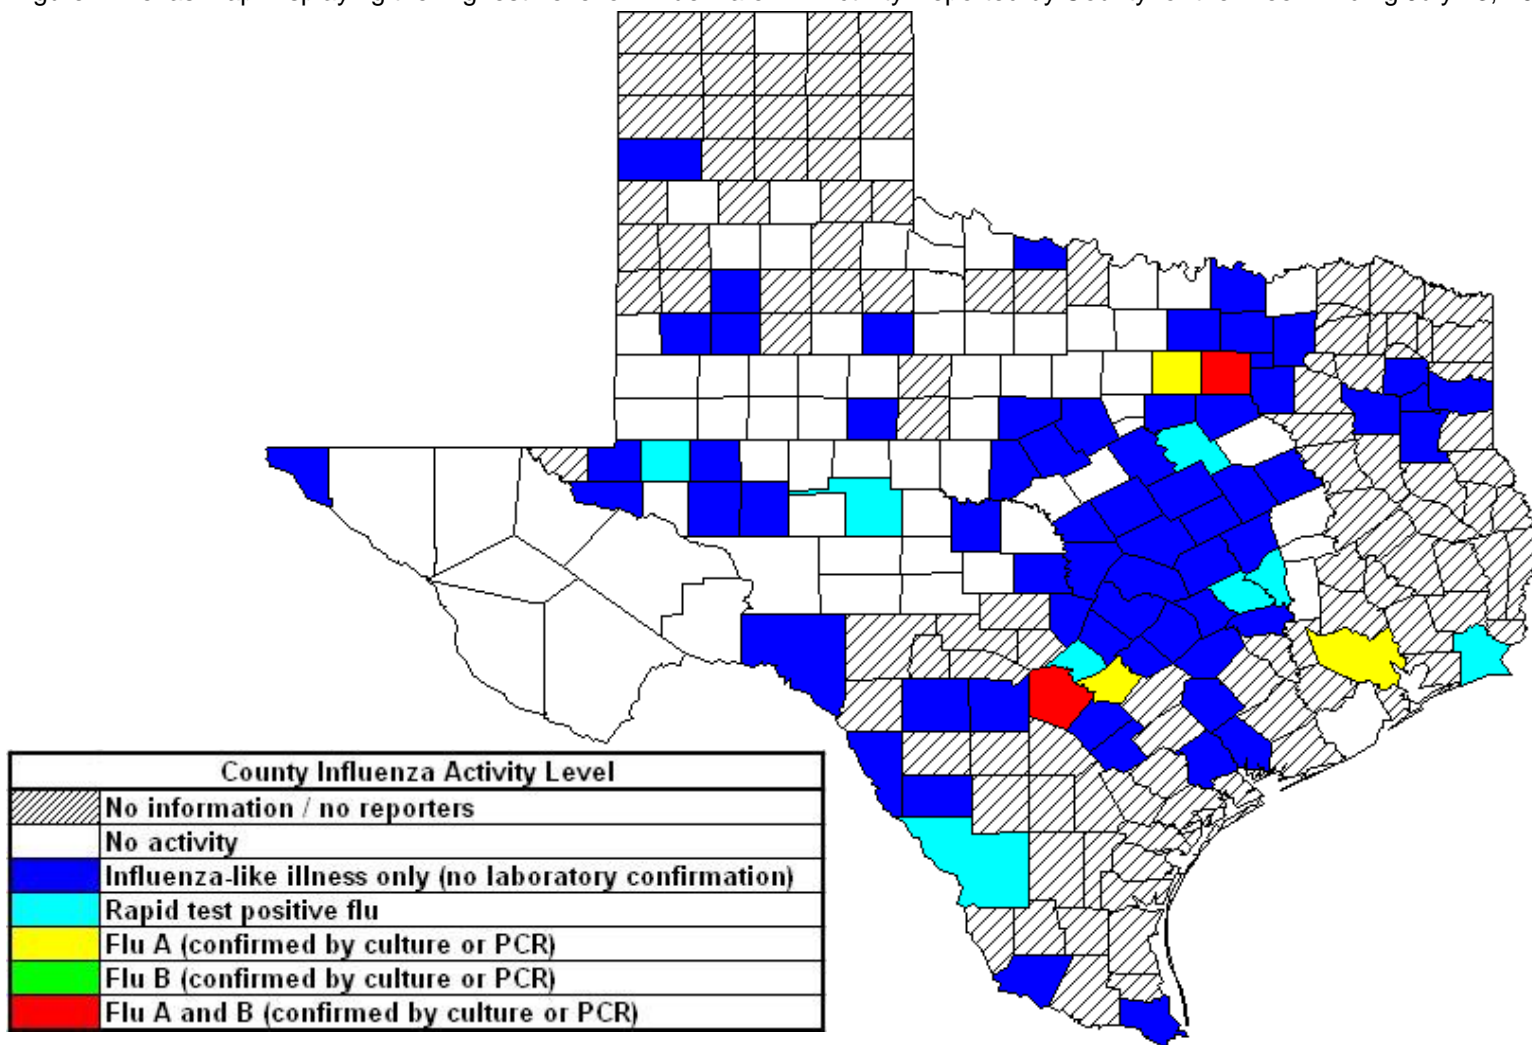 County Influenza Activity Level
No information / no reporters
No activity
Influenza-like illness only (no laboratory confirmation)
Rapid test positive flu
Flu A (confirmed by culture or PCR)
Flu B (confirmed by culture or PCR)
Flu A and B (confirmed by culture or PCR)